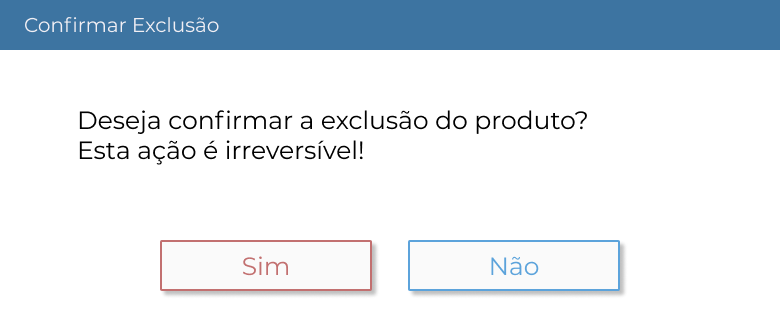 Confirmar Exclusão
Deseja confirmar a exclusão do produto?
Esta ação é irreversível!
Sim
Não